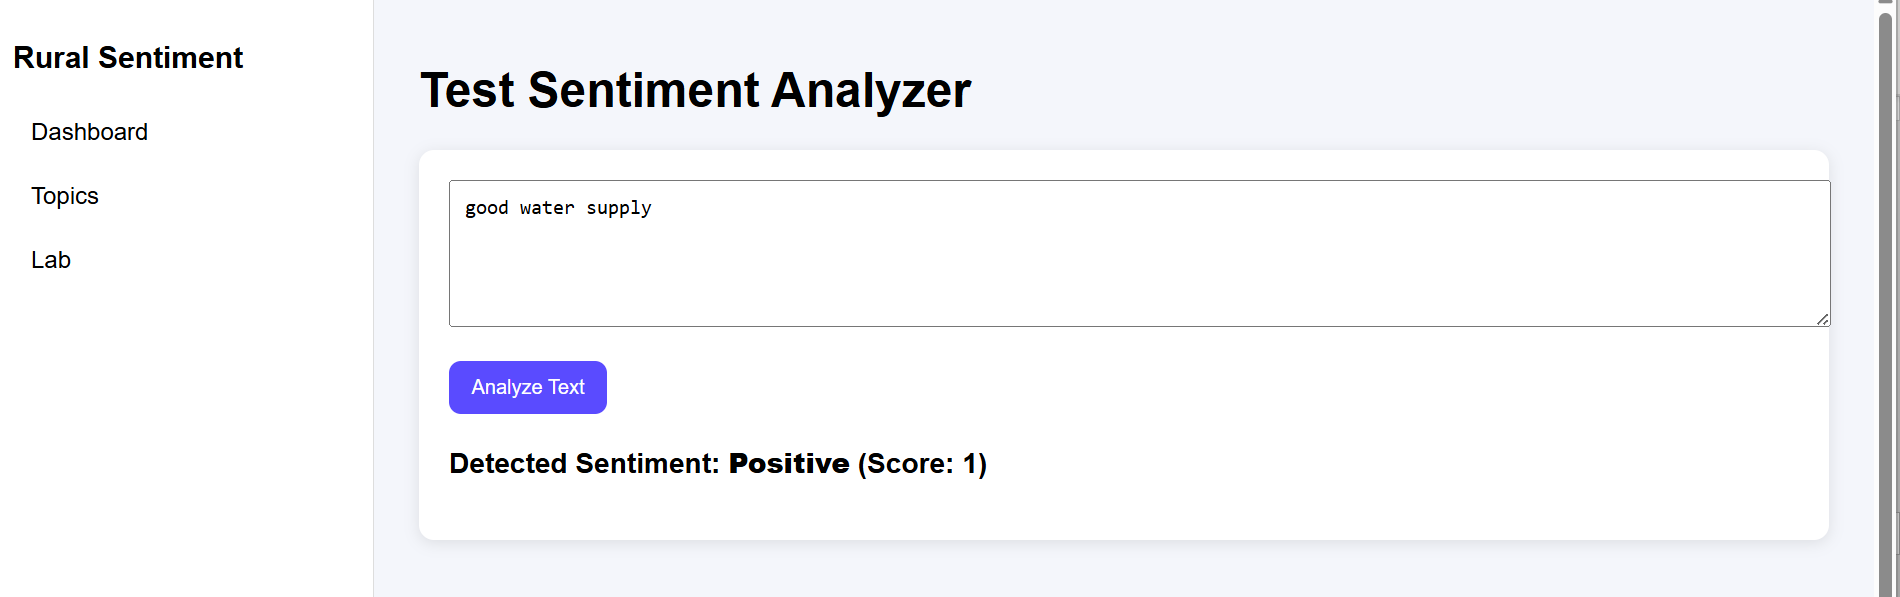 Rural Sentiment
Dashboard
Topics
Lab
Test Sentiment Analyzer
good water supply
Analyze Text
Detected Sentiment: Positive (Score: 1)